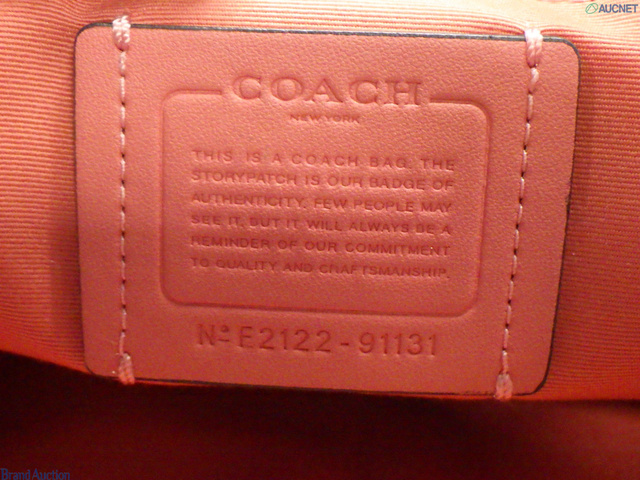 AUCNET
COACH
NEW YORK
THIS IS A COACH BAG. THE
STORYPATCH IS OUR BADGE OF
AUTHENTICITY. FEW PEOPLE MAY
SEE IT, BUT IT WILL ALWAYS BE A
REMINDER OF OUR COMMITMENT
TO QUALITY AND CRAFTSMANSHIP.
Nº E2122-91131
Brand Auction